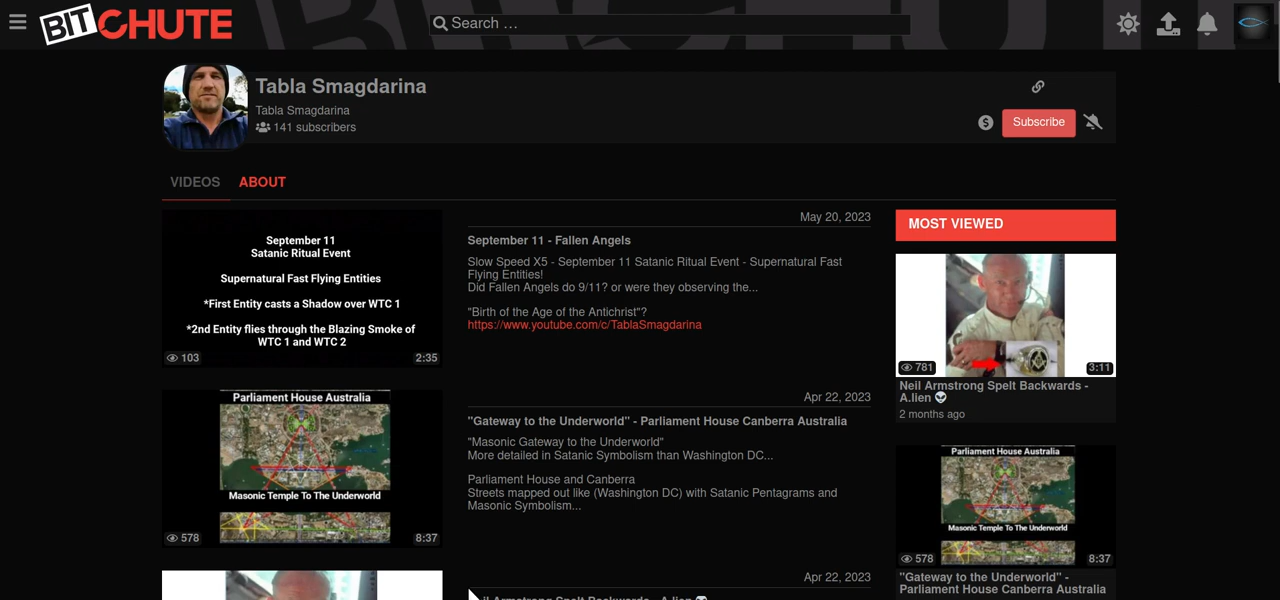 BITCHUTE
Search ...
Tabla Smagdarina
Tabla Smagdarina
141 subscribers
Subscribe
VIDEOS
ABOUT
September 11
Satanic Ritual Event
Supernatural Fast Flying Entities
*First Entity casts a Shadow over WTC 1
*2nd Entity flies through the Blazing Smoke of
WTC 1 and WTC 2
103
2:35
May 20, 2023
September 11 - Fallen Angels
Slow Speed X5 - September 11 Satanic Ritual Event - Supernatural Fast
Flying Entities!
Did Fallen Angels do 9/11? or were they observing the...
"Birth of the Age of the Antichrist"?
https://www.youtube.com/c/TablaSmagdarina
Parliament House Australia
Masonic Temple To The Underworld
578
8:37
Apr 22, 2023
"Gateway to the Underworld" - Parliament House Canberra Australia
"Masonic Gateway to the Underworld"
More detailed in Satanic Symbolism than Washington DC...
Parliament House and Canberra
Streets mapped out like (Washington DC) with Satanic Pentagrams and
Masonic Symbolism...
Apr 22, 2023
MOST VIEWED
781
3:11
Neil Armstrong Spelt Backwards -
A.lien 👽
2 months ago
Parliament House Australia
Masonic Temple To The Underworld
578
8:37
"Gateway to the Underworld" -
Parliament House Canberra Australia